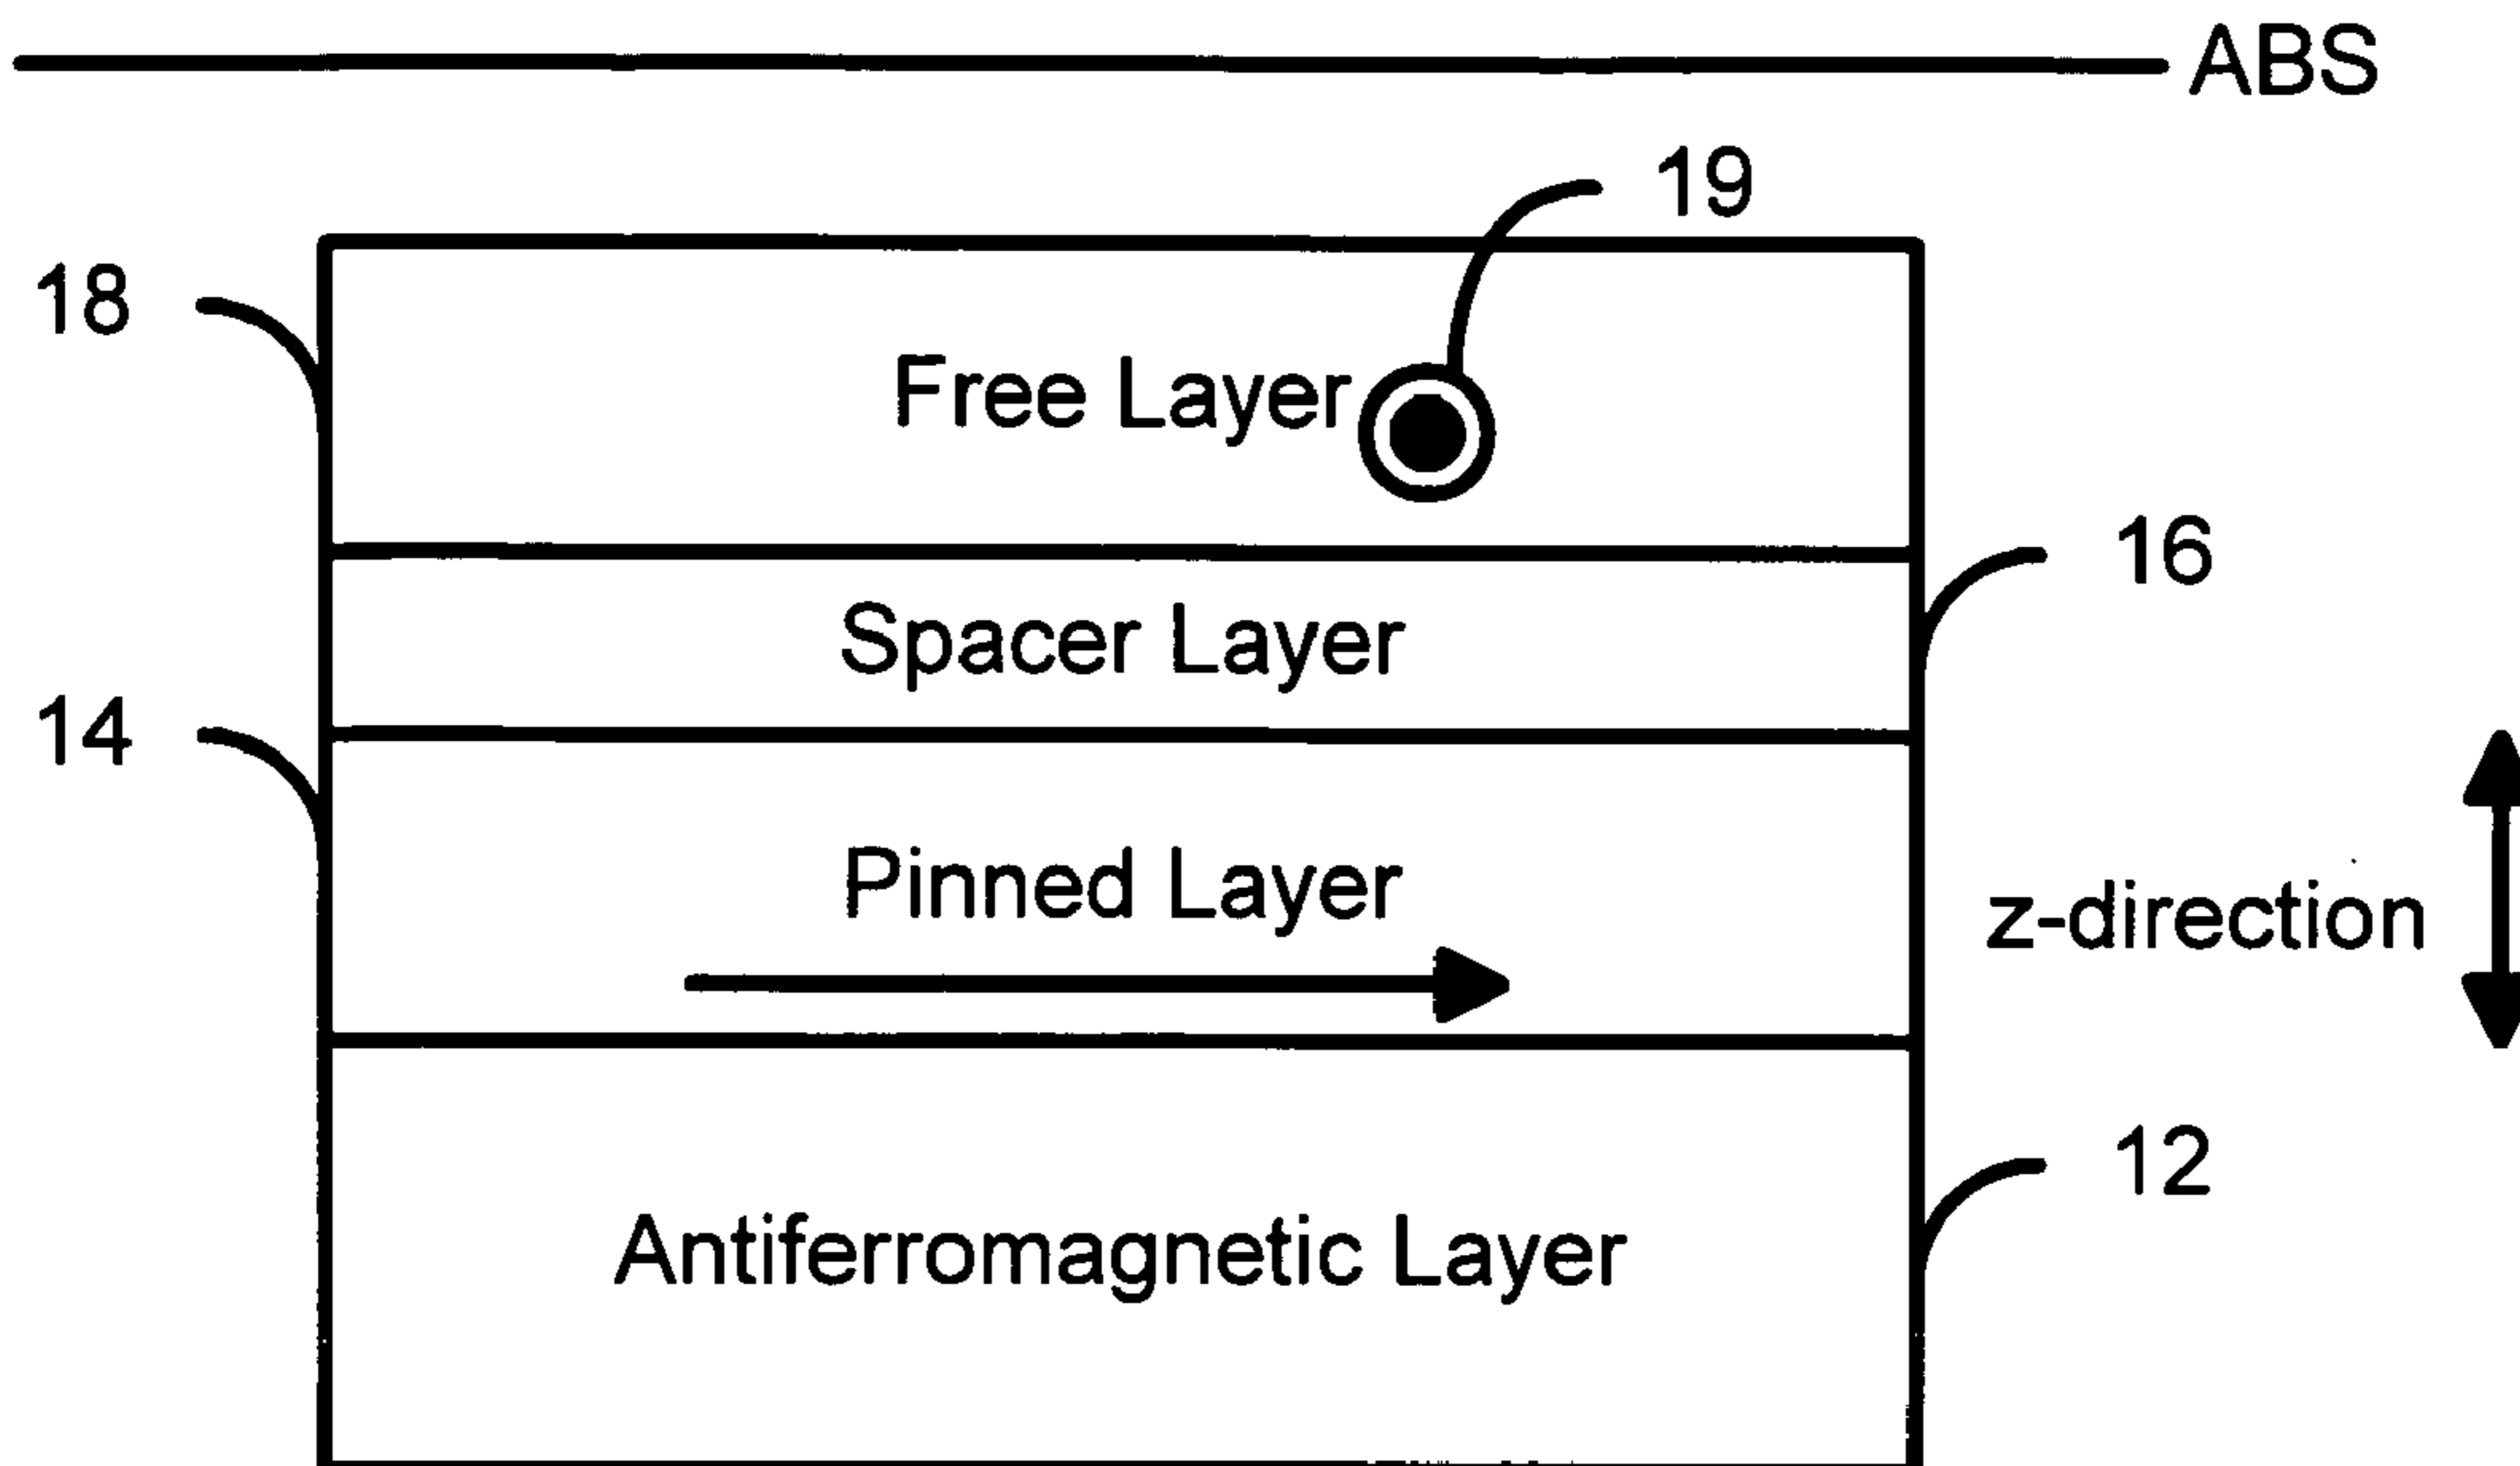 ABS
19
18
Free Layer
16
Spacer Layer
14
Pinned Layer
z-direction
12
Antiferromagnetic Layer